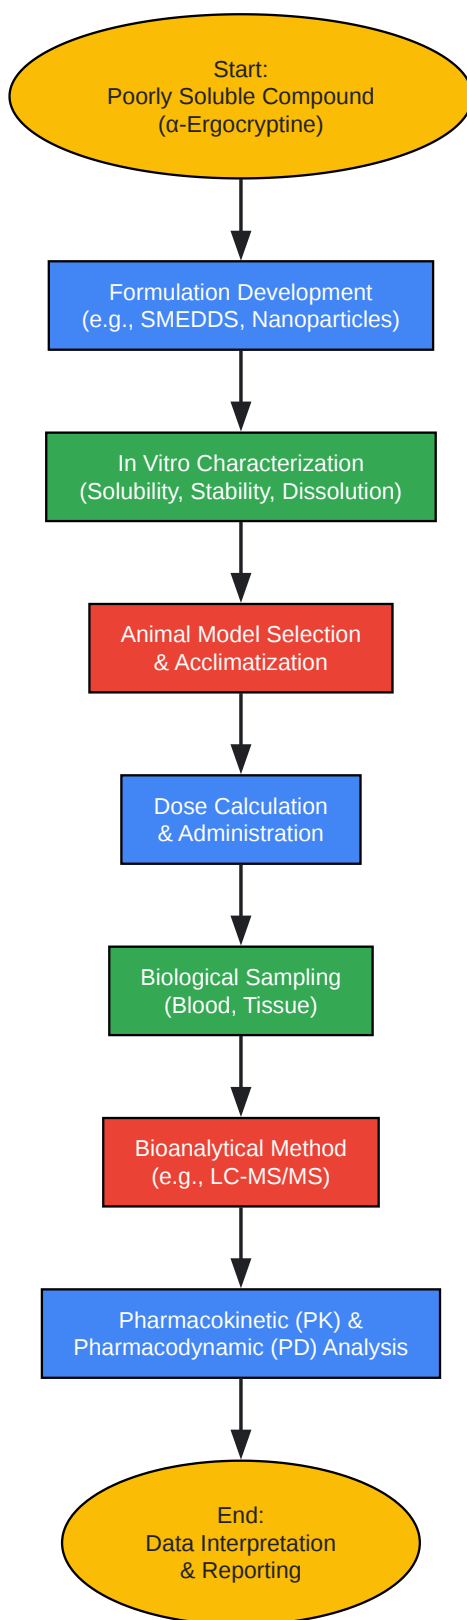 Start:
Poorly Soluble Compound
(α-Ergocryptine)
Formulation Development
(e.g., SMEDDS, Nanoparticles)
In Vitro Characterization
(Solubility, Stability, Dissolution)
Animal Model Selection
& Acclimatization
Dose Calculation
& Administration
Biological Sampling
(Blood, Tissue)
Bioanalytical Method
(e.g., LC-MS/MS)
Pharmacokinetic (PK) &
Pharmacodynamic (PD) Analysis
End:
Data Interpretation
& Reporting